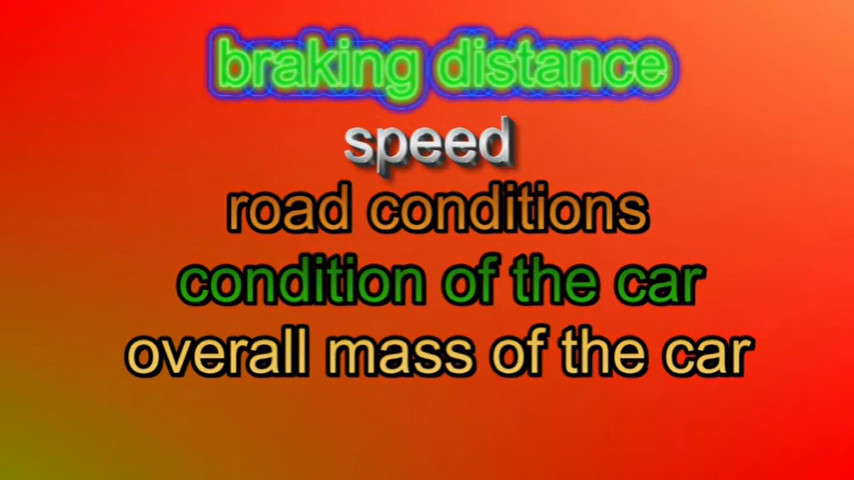 braking distance
speed
road conditions
condition of the car
overall mass of the car